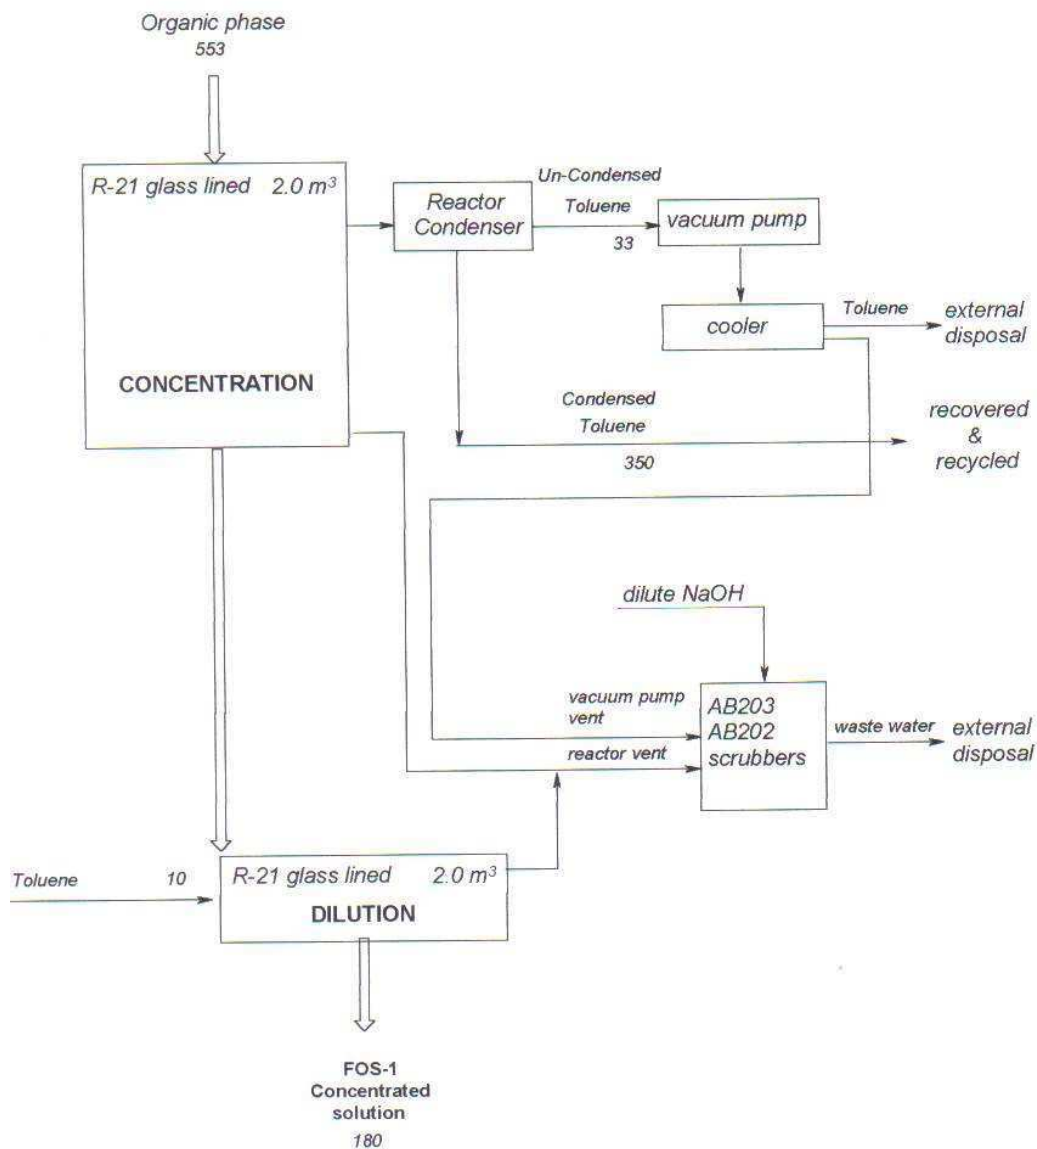 Organic phase
553
R-21 glass lined 2.0 m³
CONCENTRATION
Reactor
Condenser
Un-Condensed
Toluene
33
vacuum pump
cooler
Toluene
external
disposal
Condensed
Toluene
350
recovered
&
recycled
dilute NaOH
vacuum pump
vent
reactor vent
AB203
AB202
scrubbers
waste water
external
disposal
Toluene 10
R-21 glass lined 2.0 m³
DILUTION
FOS-1
Concentrated
solution
180